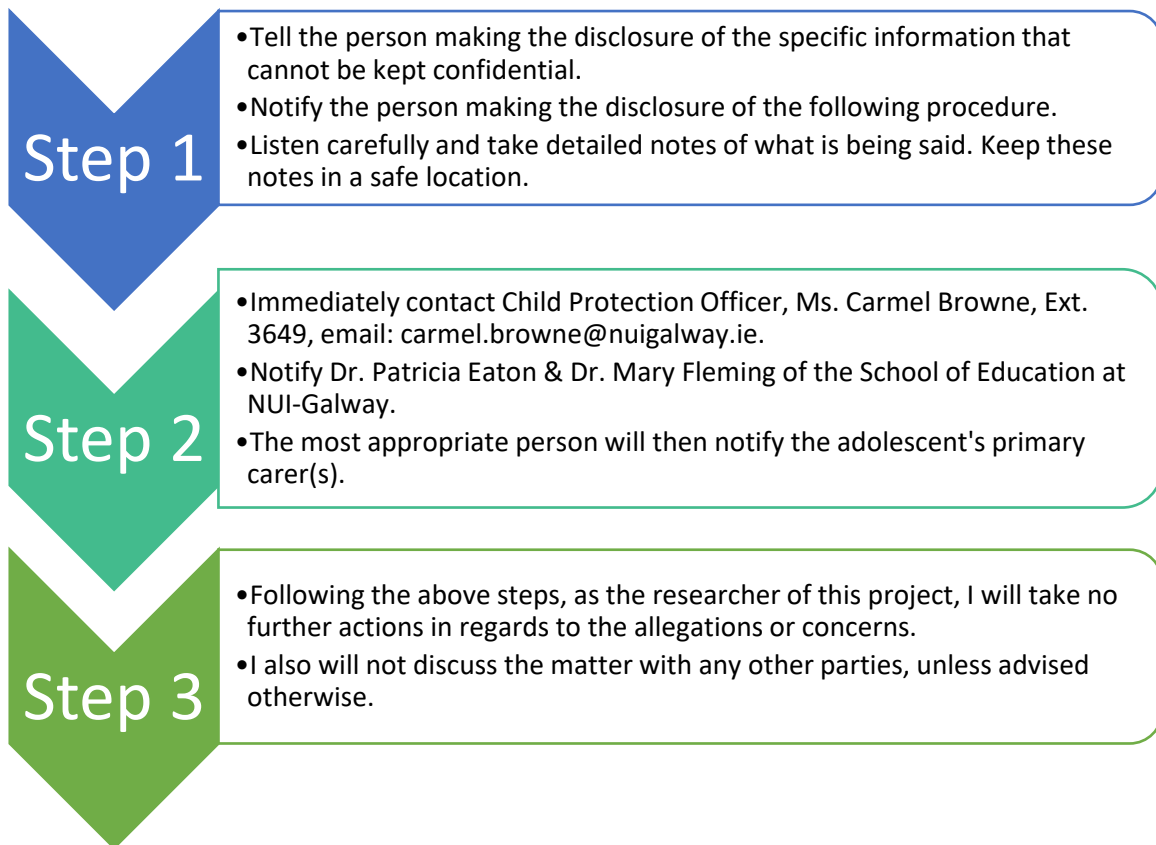 Step 1
•Tell the person making the disclosure of the specific information that
cannot be kept confidential.
•Notify the person making the disclosure of the following procedure.
•Listen carefully and take detailed notes of what is being said. Keep these
notes in a safe location.
Step 2
•Immediately contact Child Protection Officer, Ms. Carmel Browne, Ext.
3649, email: carmel.browne@nuigalway.ie.
•Notify Dr. Patricia Eaton & Dr. Mary Fleming of the School of Education at
NUI-Galway.
•The most appropriate person will then notify the adolescent's primary
carer(s).
Step 3
•Following the above steps, as the researcher of this project, I will take no
further actions in regards to the allegations or concerns.
•I also will not discuss the matter with any other parties, unless advised
otherwise.